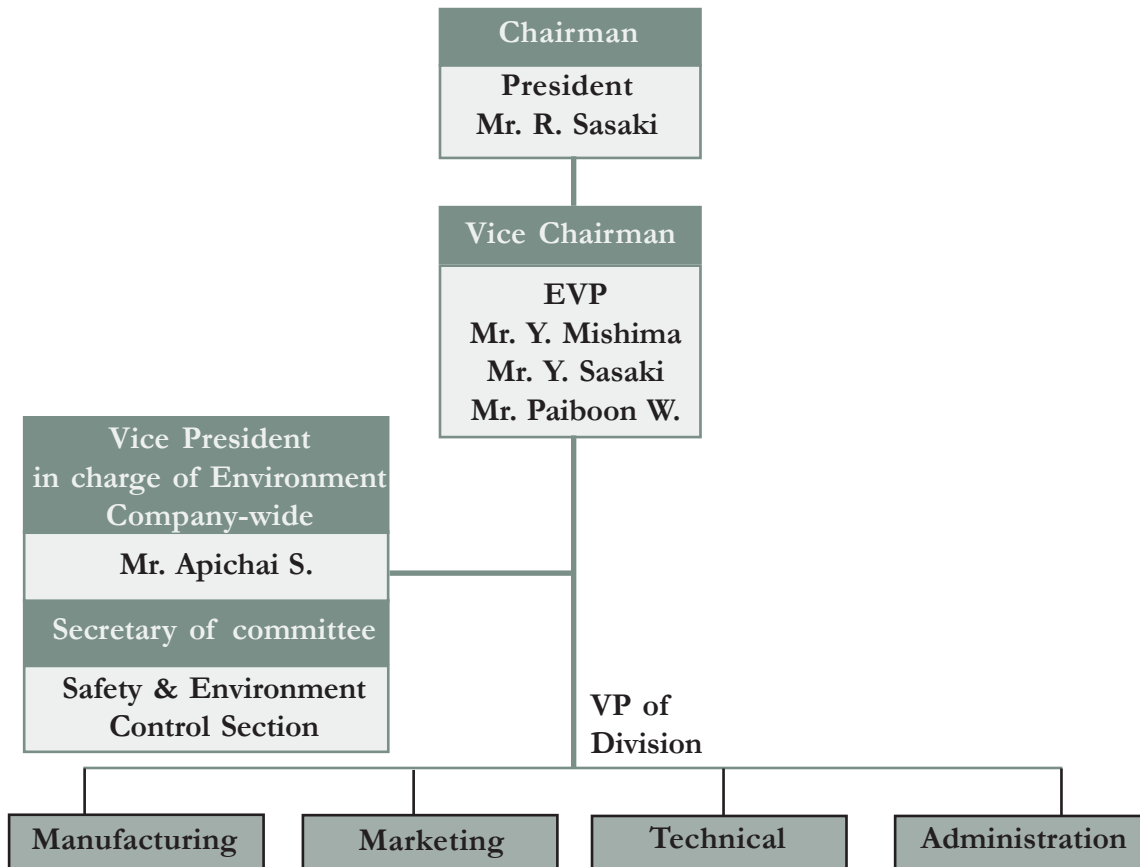 Chairman
President
Mr. R. Sasaki
Vice Chairman
EVP
Mr. Y. Mishima
Mr. Y. Sasaki
Mr. Paiboon W.
Vice President
in charge of Environment
Company-wide
Mr. Apichai S.
Secretary of committee
Safety & Environment
Control Section
VP of
Division
Manufacturing
Marketing
Technical
Administration